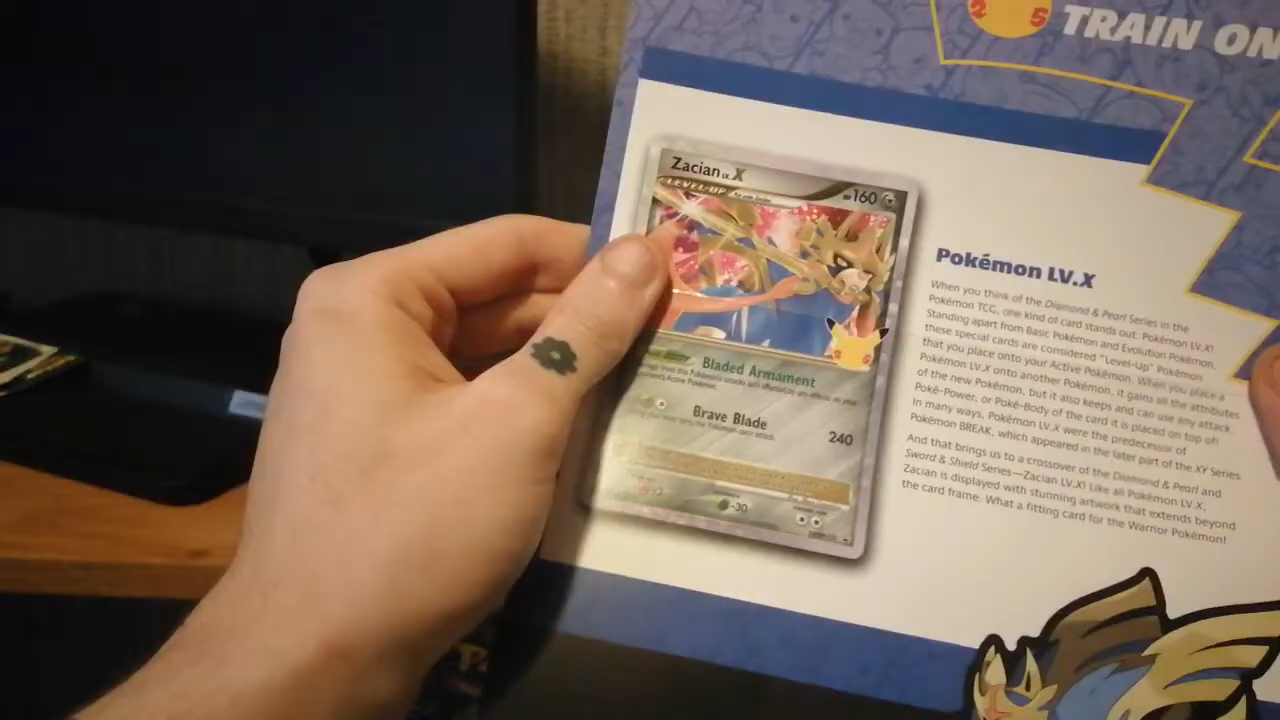 2 5 TRAIN ON
Zacian LV.X
160
LEVEL-UP
Bladed Armament
Brave Blade
240
-30
Pokémon LV.X
When you think of the Diamond & Pearl Series in the
Pokémon TCG, one kind of card stands out: Pokémon LV.X!
Standing apart from Basic Pokémon and Evolution Pokémon,
these special cards are considered "Level-Up" Pokémon
that you place onto your Active Pokémon. When you place a
Pokémon LV.X onto another Pokémon, it gains all the attributes
of the new Pokémon, but it also keeps and can use any attack,
Poké-Power, or Poké-Body of the card it is placed on top of!
In many ways, Pokémon LV.X were the predecessor of
Pokémon BREAK, which appeared in the later part of the XY Series.
And that brings us to a crossover of the Diamond & Pearl and
Sword & Shield Series—Zacian LV.X! Like all Pokémon LV.X,
Zacian is displayed with stunning artwork that extends beyond
the card frame. What a fitting card for the Warrior Pokémon!